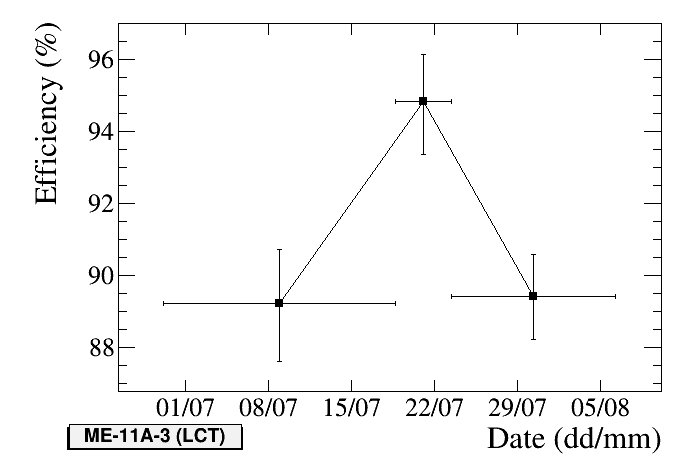 Efficiency (%)
96
94
92
90
88
01/07 08/07 15/07 22/07 29/07 05/08
ME-11A-3 (LCT)
Date (dd/mm)